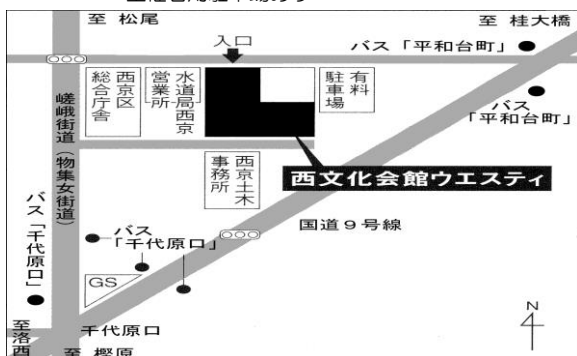 至 松尾
至 桂大橋
入口
バス「平和台町」
西京区
総合庁舎
水道局西京
営業所
有料
駐車場
バス
「平和台町」
嵯峨街道(物集女街道)
西京土木
事務所
西文化会館ウエスティ
国道9号線
バス「千代原口」
バス
「千代原口」
GS
N
千代原口
至洛西
至 樫原